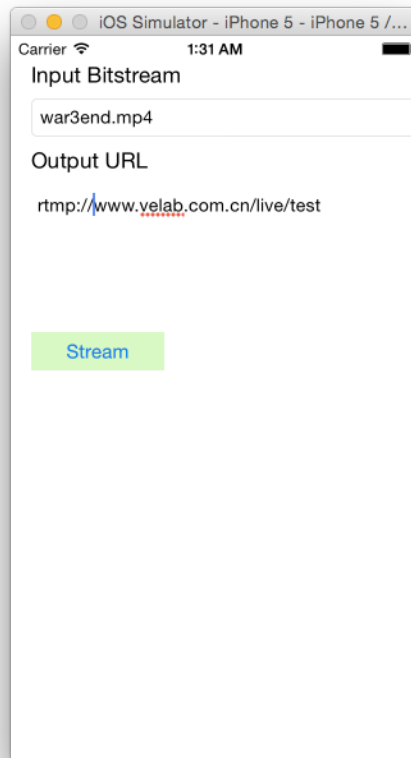 iOS Simulator - iPhone 5 - iPhone 5 /...
Carrier 1:31 AM
Input Bitstream
war3end.mp4
Output URL
rtmp://www.velab.com.cn/live/test
Stream